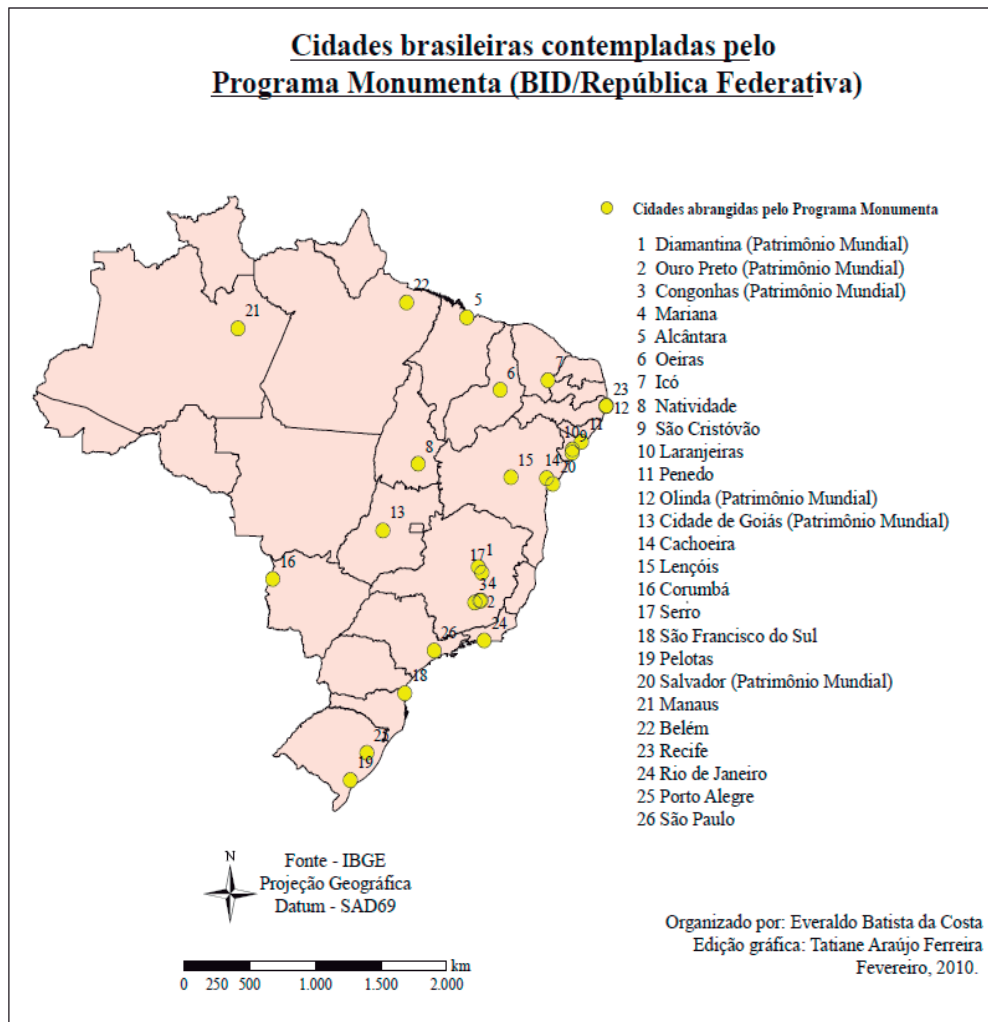 Cidades brasileiras contempladas pelo
Programa Monumenta (BID/República Federativa)
Cidades abrangidas pelo Programa Monumenta
1 Diamantina (Patrimônio Mundial)
2 Ouro Preto (Patrimônio Mundial)
3 Congonhas (Patrimônio Mundial)
4 Mariana
5 Alcântara
6 Oeiras
7 Icó
8 Natividade
9 São Cristóvão
10 Laranjeiras
11 Penedo
12 Olinda (Patrimônio Mundial)
13 Cidade de Goiás (Patrimônio Mundial)
14 Cachoeira
15 Lençóis
16 Corumbá
17 Serro
18 São Francisco do Sul
19 Pelotas
20 Salvador (Patrimônio Mundial)
21 Manaus
22 Belém
23 Recife
24 Rio de Janeiro
25 Porto Alegre
26 São Paulo
22
5
21
7
6
23
12
11
10
9
8
15
14
20
13
17
1
16
3
4
2
24
26
18
19
N
Fonte - IBGE
Projeção Geográfica
Datum - SAD69
km
0 250 500 1.000 1.500 2.000
Organizado por: Everaldo Batista da Costa
Edição gráfica: Tatiane Araújo Ferreira
Fevereiro, 2010.